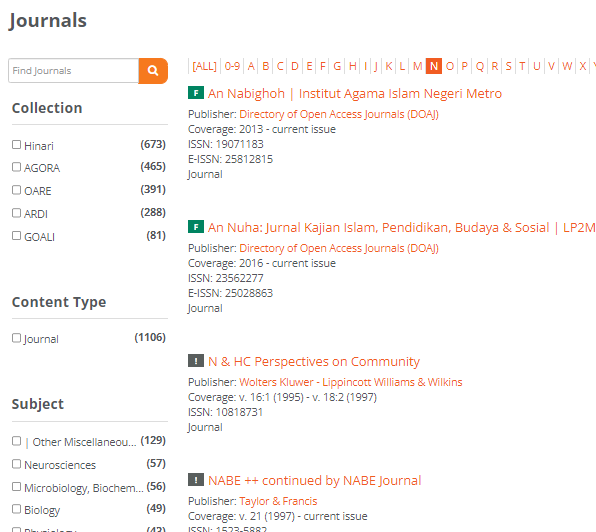 Journals
Find Journals
[ALL] 0-9 A B C D E F G H I J K L M N O P Q R S T U V W X
Collection
Hinari (673)
AGORA (465)
OARE (391)
ARDI (288)
GOALI (81)
Content Type
Journal (1106)
Subject
| Other Miscellaneou... (129)
Neurosciences (57)
Microbiology, Biochem... (56)
Biology (49)
Physiology (43)
F An Nabighoh | Institut Agama Islam Negeri Metro
Publisher: Directory of Open Access Journals (DOAJ)
Coverage: 2013 - current issue
ISSN: 19071183
E-ISSN: 25812815
Journal
F An Nuha: Jurnal Kajian Islam, Pendidikan, Budaya & Sosial | LP2M
Publisher: Directory of Open Access Journals (DOAJ)
Coverage: 2016 - current issue
ISSN: 23562277
E-ISSN: 25028863
Journal
! N & HC Perspectives on Community
Publisher: Wolters Kluwer - Lippincott Williams & Wilkins
Coverage: v. 16:1 (1995) - v. 18:2 (1997)
ISSN: 10818731
Journal
! NABE ++ continued by NABE Journal
Publisher: Taylor & Francis
Coverage: v. 21 (1997) - current issue
ISSN: 1523-5882